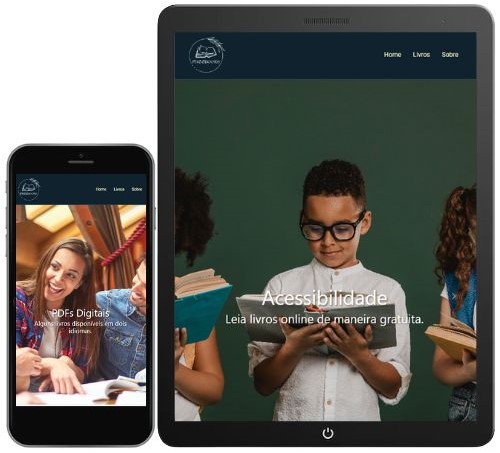 Home Livros Sobre
PDFs Digitais
Alguns livros disponíveis em dois
idiomas.
Home Livros Sobre
Acessibilidade
Leia livros online de maneira gratuita.